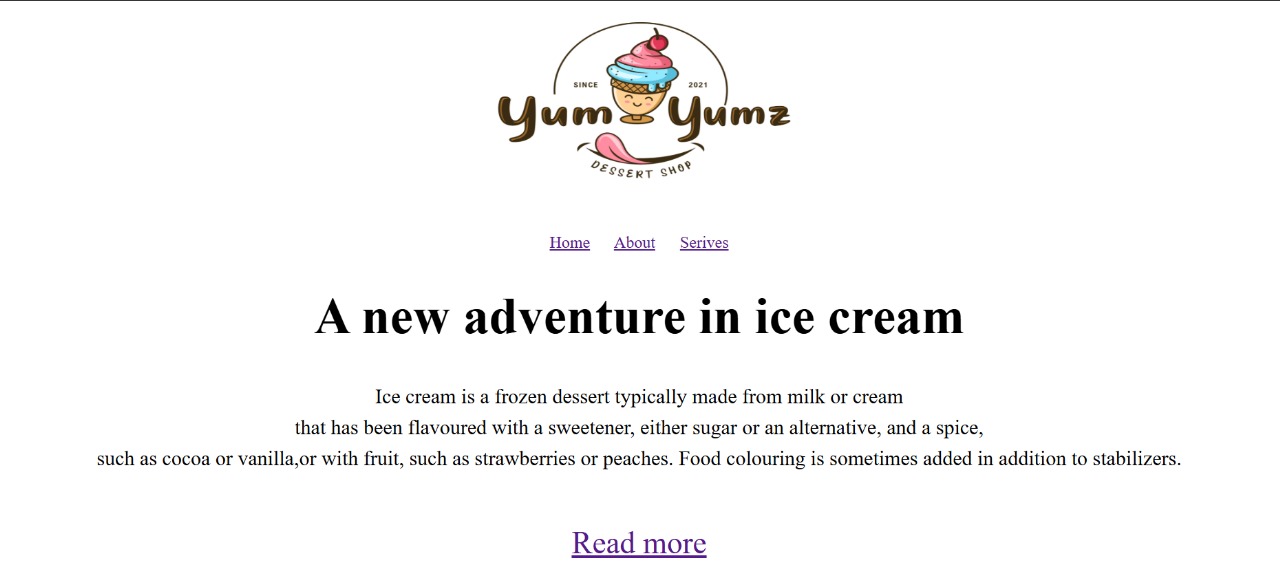 SINCE 2021
Yum Yumz
DESSERT SHOP
Home About Serives
A new adventure in ice cream
Ice cream is a frozen dessert typically made from milk or cream
that has been flavoured with a sweetener, either sugar or an alternative, and a spice,
such as cocoa or vanilla,or with fruit, such as strawberries or peaches. Food colouring is sometimes added in addition to stabilizers.
Read more